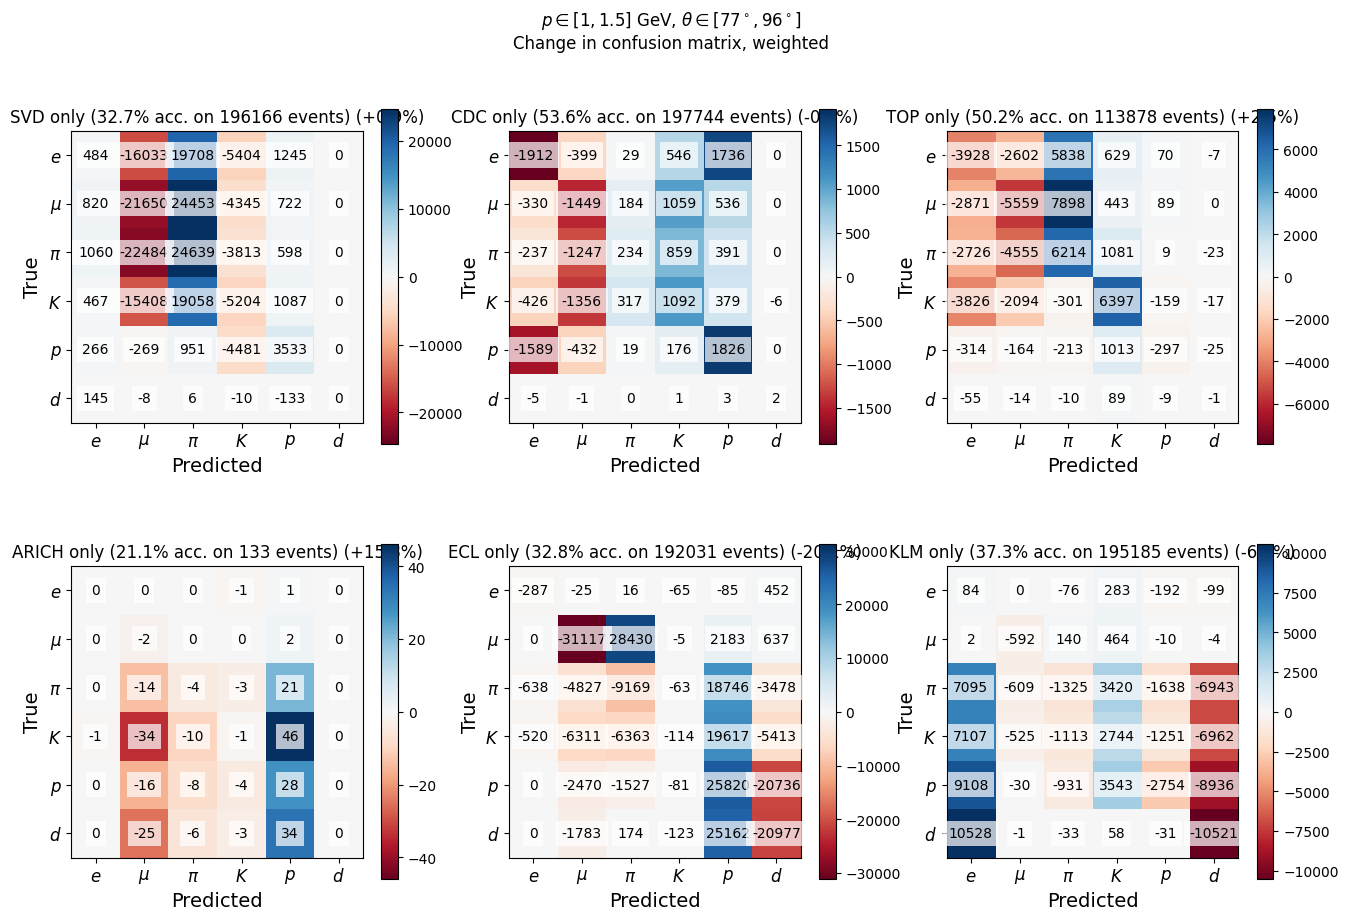 p ∈ [1, 1.5] GeV, θ ∈ [77°, 96°]
Change in confusion matrix, weighted
SVD only (32.7% acc. on 196166 events)
True
e 484 -16033 19708 -5404 1245 0
μ 820 -21650 24453 -4345 722 0
π 1060 -22484 24639 -3813 598 0
K 467 -15408 19058 -5204 1087 0
p 266 -269 951 -4481 3533 0
d 145 -8 6 -10 -133 0
e μ π K p d
Predicted
20000
10000
0
−10000
−20000
CDC only (53.6% acc. on 197744 events)
True
e -1912 -399 29 546 1736 0
μ -330 -1449 184 1059 536 0
π -237 -1247 234 859 391 0
K -426 -1356 317 1092 379 -6
p -1589 -432 19 176 1826 0
d -5 -1 0 1 3 2
e μ π K p d
Predicted
1500
1000
500
0
−500
−1000
−1500
TOP only (50.2% acc. on 113878 events)
True
e -3928 -2602 5838 629 70 -7
μ -2871 -5559 7898 443 89 0
π -2726 -4555 6214 1081 9 -23
K -3826 -2094 -301 6397 -159 -17
p -314 -164 -213 1013 -297 -25
d -55 -14 -10 89 -9 -1
e μ π K p d
Predicted
6000
4000
2000
0
−2000
−4000
−6000
ARICH only (21.1% acc. on 133 events)
True
e 0 0 0 -1 1 0
μ 0 -2 0 0 2 0
π 0 -14 -4 -3 21 0
K -1 -34 -10 -1 46 0
p 0 -16 -8 -4 28 0
d 0 -25 -6 -3 34 0
e μ π K p d
Predicted
40
20
0
−20
−40
ECL only (32.8% acc. on 192031 events)
True
e -287 -25 16 -65 -85 452
μ 0 -31117 28430 -5 2183 637
π -638 -4827 -9169 -63 18746 -3478
K -520 -6311 -6363 -114 19617 -5413
p 0 -2470 -1527 -81 25820 -20736
d 0 -1783 174 -123 25162 -20977
e μ π K p d
Predicted
30000
20000
10000
0
−10000
−20000
−30000
KLM only (37.3% acc. on 195185 events)
True
e 84 0 -76 283 -192 -99
μ 2 -592 140 464 -10 -4
π 7095 -609 -1325 3420 -1638 -6943
K 7107 -525 -1113 2744 -1251 -6962
p 9108 -30 -931 3543 -2754 -8936
d 10528 -1 -33 58 -31 -10521
e μ π K p d
Predicted
10000
7500
5000
2500
0
−2500
−5000
−7500
−10000